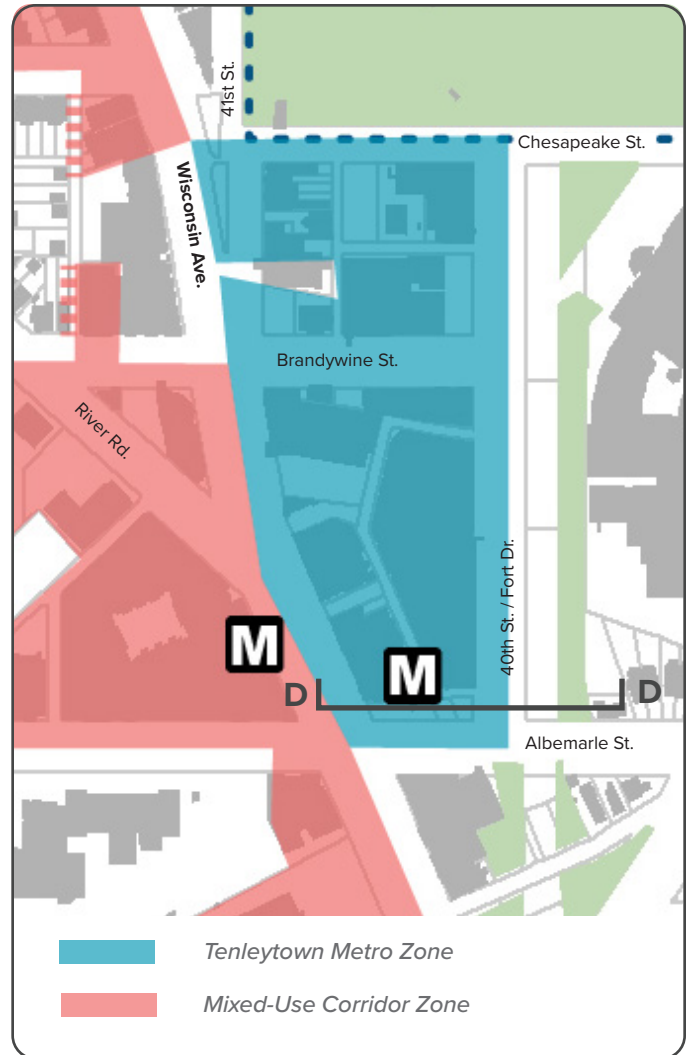 41st St.
Chesapeake St.
Wisconsin Ave.
Brandywine St.
River Rd.
40th St. / Fort Dr.
M
M
D
D
Albemarle St.
Tenleytown Metro Zone
Mixed-Use Corridor Zone